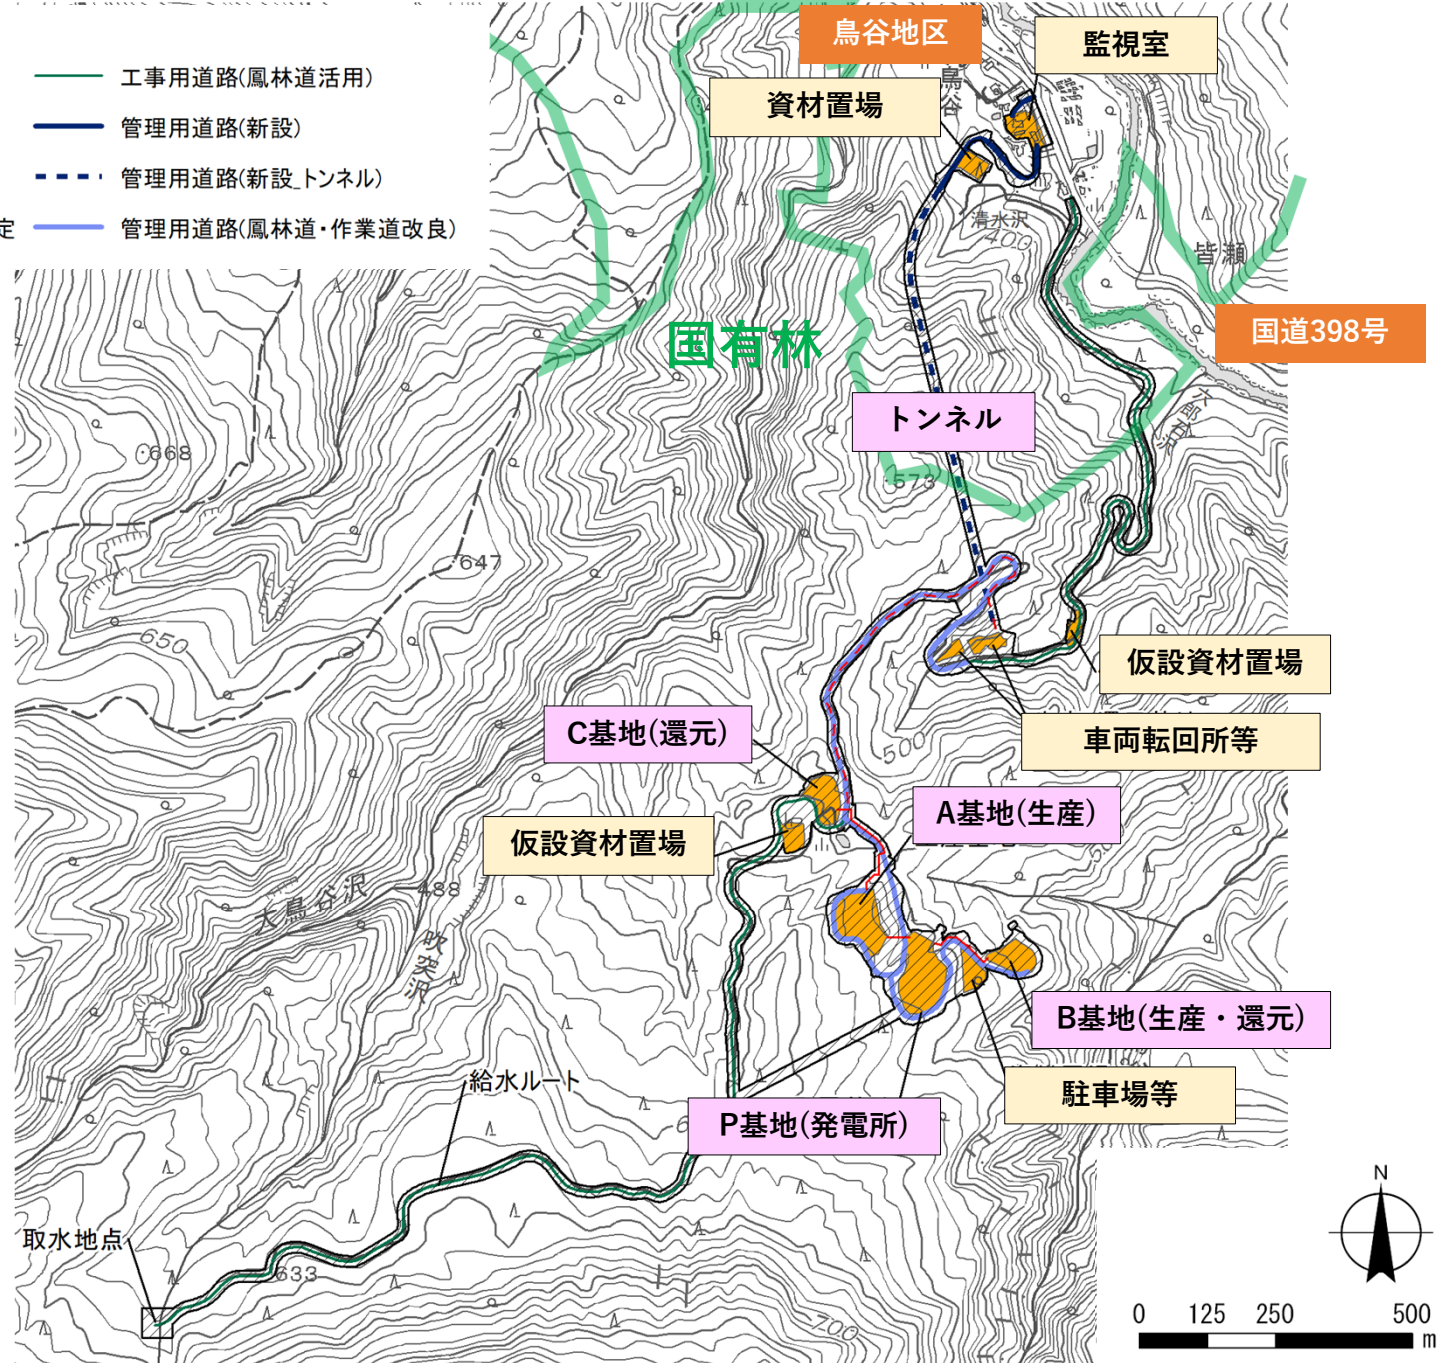 鳥谷地区
監視室
工事用道路(鳳林道活用)
資材置場
鳥谷
管理用道路(新設)
管理用道路(新設_トンネル)
定
管理用道路(鳳林道・作業道改良)
清水沢
400
皆瀬
国有林
国道398号
トンネル
668
573
647
650
仮設資材置場
C基地(還元)
500
車両転回所等
A基地(生産)
仮設資材置場
488
大鳥谷沢
吹突沢
B基地(生産・還元)
給水ルート
駐車場等
P基地(発電所)
取水地点
633
700
N
0 125 250 500
m